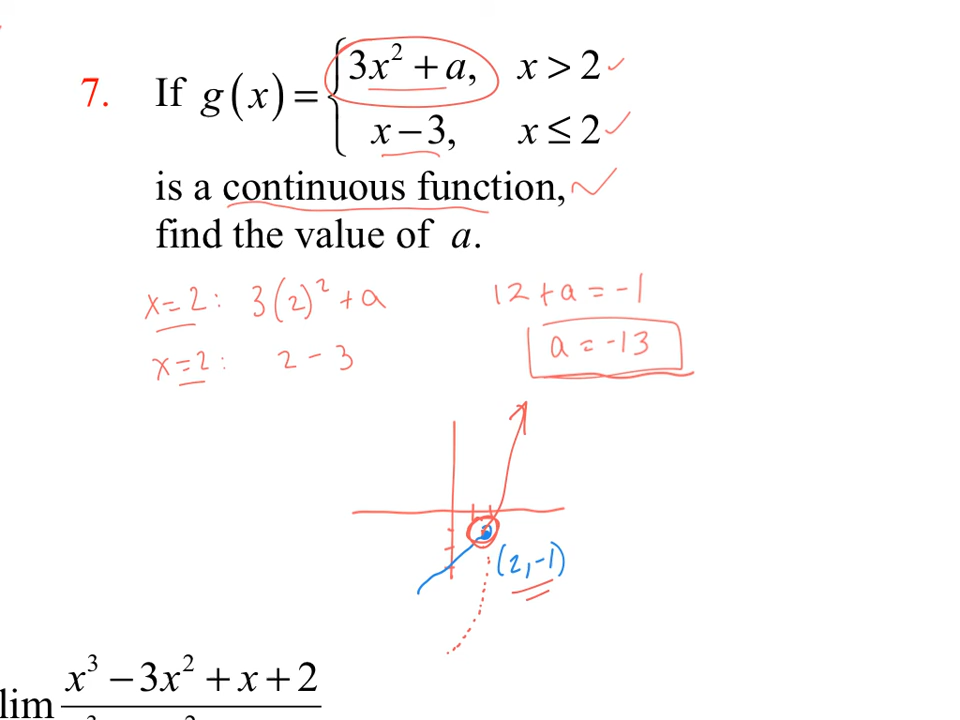 7. If g(x) = { 3x² + a, x > 2
x − 3, x ≤ 2
is a continuous function,
find the value of a.
x = 2 : 3(2)² + a 12 + a = -1
x = 2 : 2 - 3 a = -13
(2, -1)
x³ − 3x² + x + 2
lim